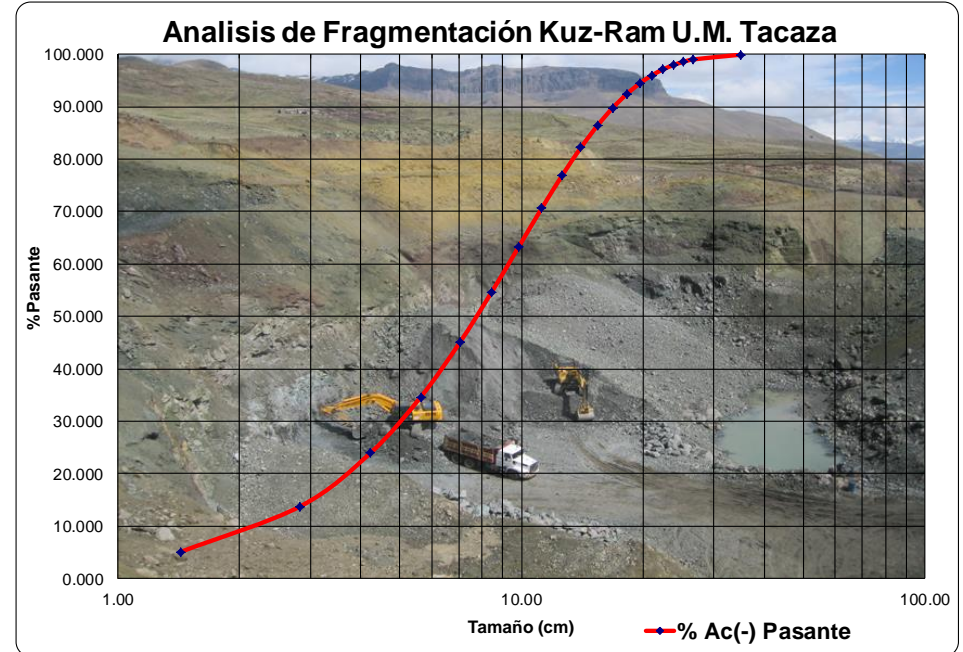 Analisis de Fragmentación Kuz-Ram U.M. Tacaza
100.000
90.000
80.000
70.000
60.000
50.000
40.000
30.000
20.000
10.000
0.000
%Pasante
1.00 10.00 100.00
Tamaño (cm)
% Ac(-) Pasante